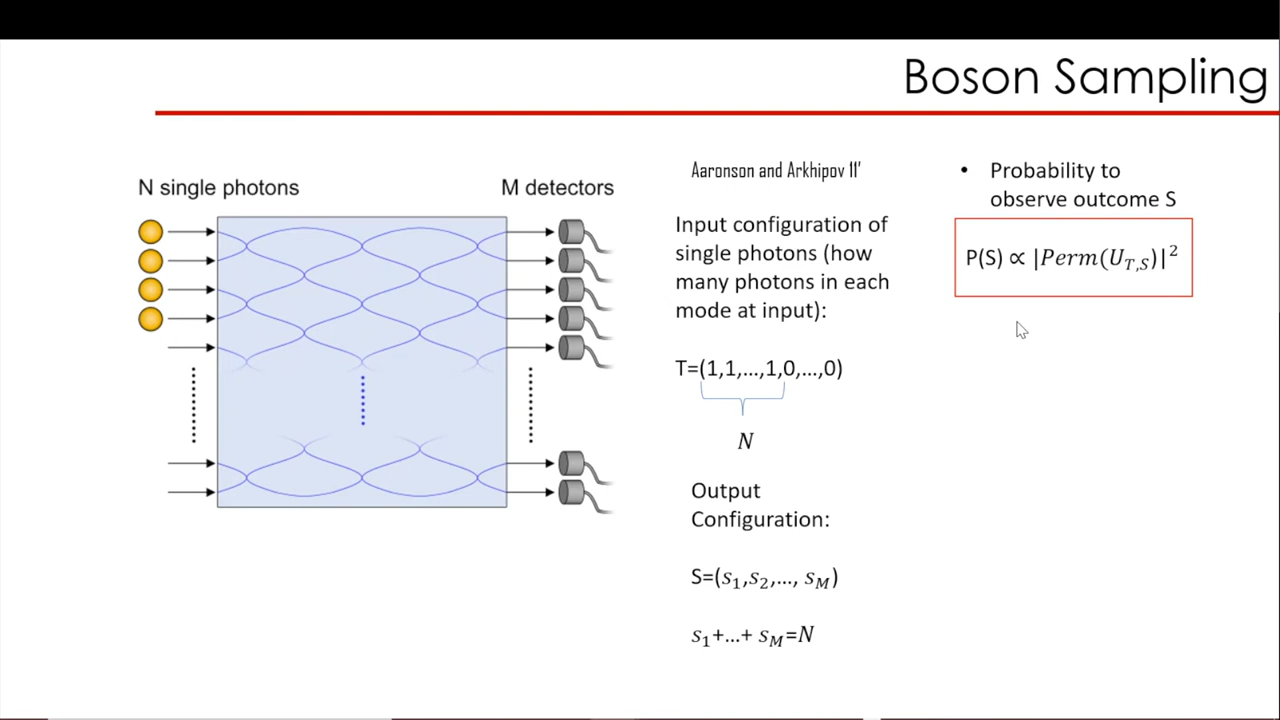 Boson Sampling
N single photons
M detectors
Aaronson and Arkhipov 11'
Input configuration of
single photons (how
many photons in each
mode at input):
T=(1,1,…,1,0,…,0)
N
Output
Configuration:
S=(s₁,s₂,…, s_M)
s₁+…+ s_M=N
• Probability to
observe outcome S
P(S) ∝ |Perm(U_{T,S})|²